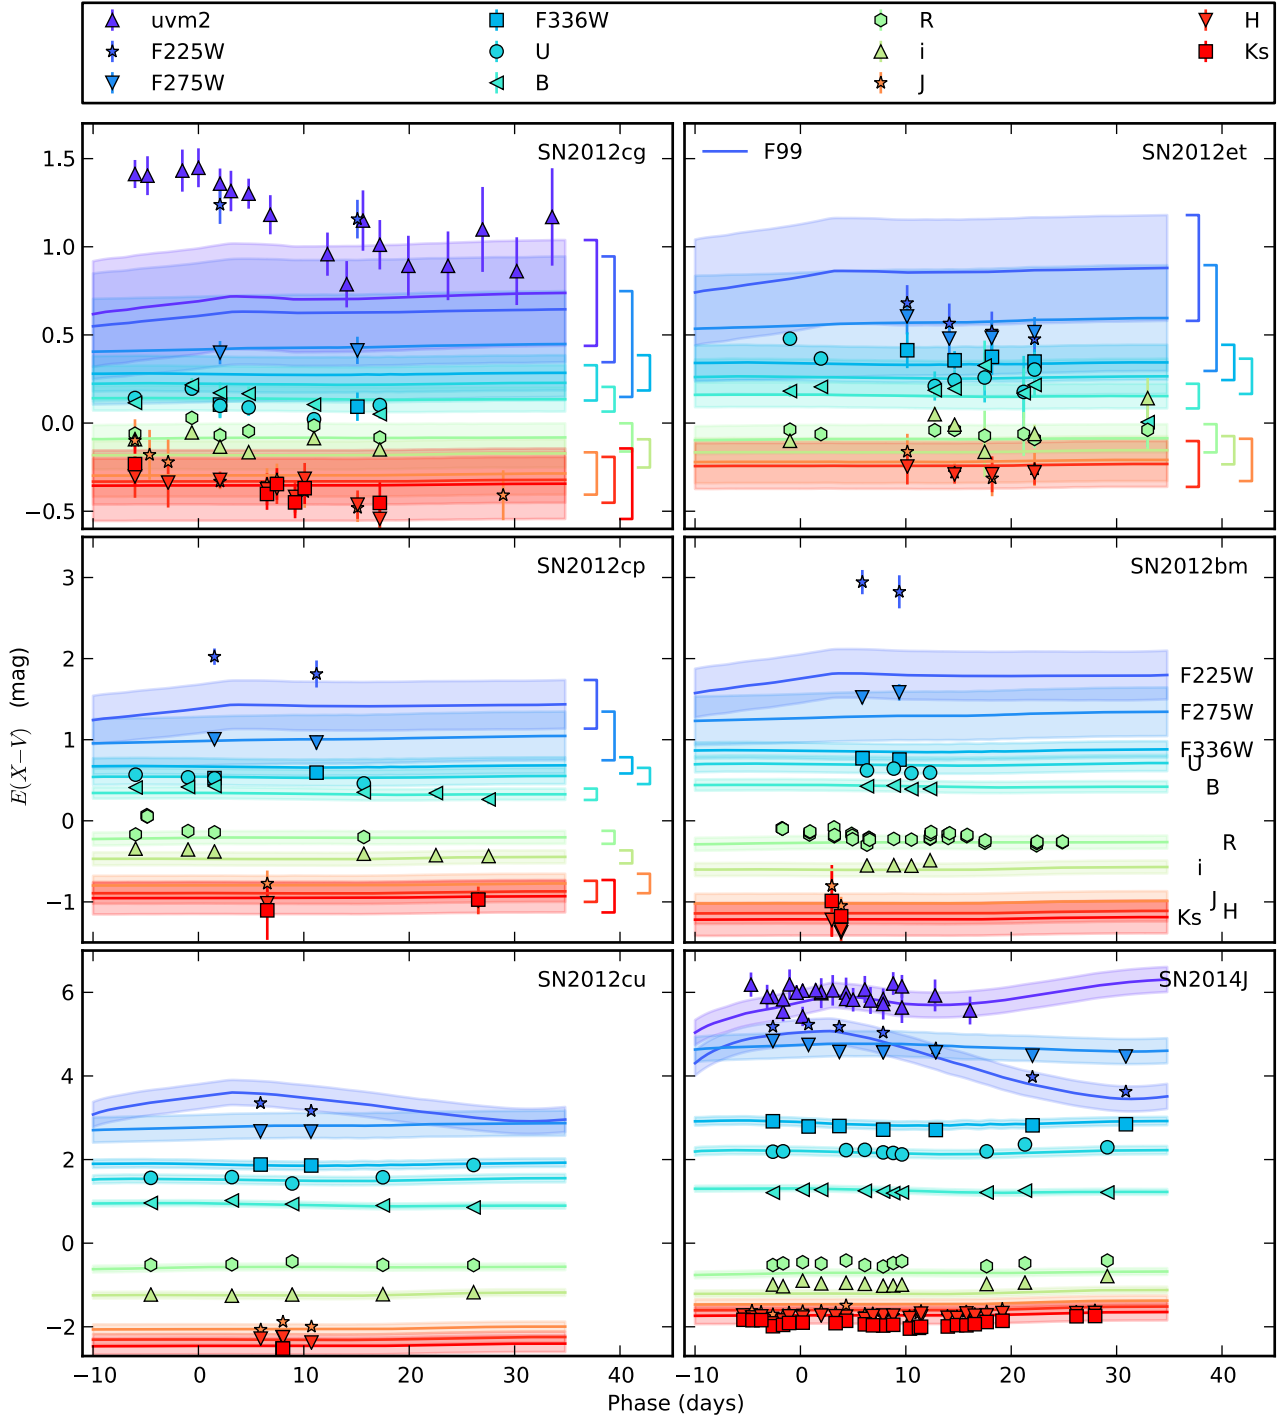 uvm2 F336W R H
F225W U i Ks
F275W B J
SN2012cg
F99 SN2012et
1.5
1.0
0.5
0.0
−0.5
SN2012cp
SN2012bm
3
2
1
0
−1
E(X−V) (mag)
F225W
F275W
F336W
U
B
R
i
J
H
Ks
SN2012cu
SN2014J
6
4
2
0
−2
−10 0 10 20 30 40
−10 0 10 20 30 40
Phase (days)